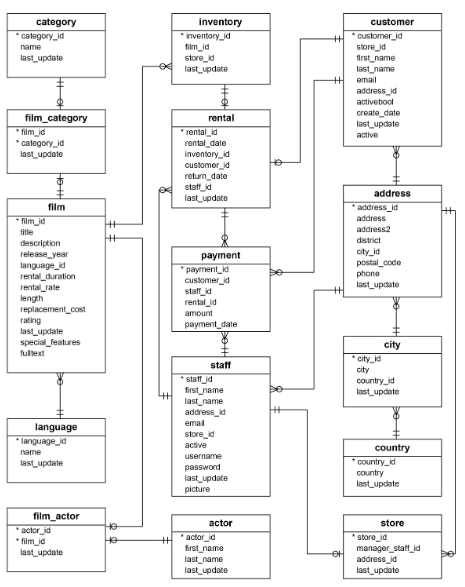 category
* category_id
name
last_update
film_category
* film_id
* category_id
last_update
film
* film_id
title
description
release_year
language_id
rental_duration
rental_rate
length
replacement_cost
rating
last_update
special_features
fulltext
language
* language_id
name
last_update
film_actor
* actor_id
* film_id
last_update
inventory
* inventory_id
film_id
store_id
last_update
rental
* rental_id
rental_date
inventory_id
customer_id
return_date
staff_id
last_update
payment
* payment_id
customer_id
staff_id
rental_id
amount
payment_date
staff
* staff_id
first_name
last_name
address_id
email
store_id
active
username
password
last_update
picture
actor
* actor_id
first_name
last_name
last_update
customer
* customer_id
store_id
first_name
last_name
email
address_id
activebool
create_date
last_update
active
address
* address_id
address
address2
district
city_id
postal_code
phone
last_update
city
* city_id
city
country_id
last_update
country
* country_id
country
last_update
store
* store_id
manager_staff_id
address_id
last_update